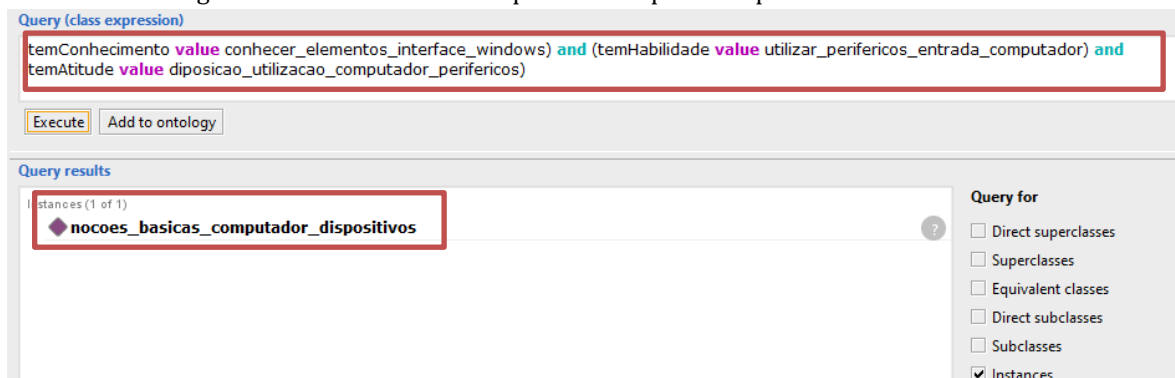 Query (class expression)
temConhecimento value conhecer_elementos_interface_windows) and (temHabilidade value utilizar_perifericos_entrada_computador) and
temAtitude value diposicao_utilizacao_computador_perifericos)
Execute Add to ontology
Query results
Instances (1 of 1)
nocoes_basicas_computador_dispositivos
?
Query for
Direct superclasses
Superclasses
Equivalent classes
Direct subclasses
Subclasses
Instances